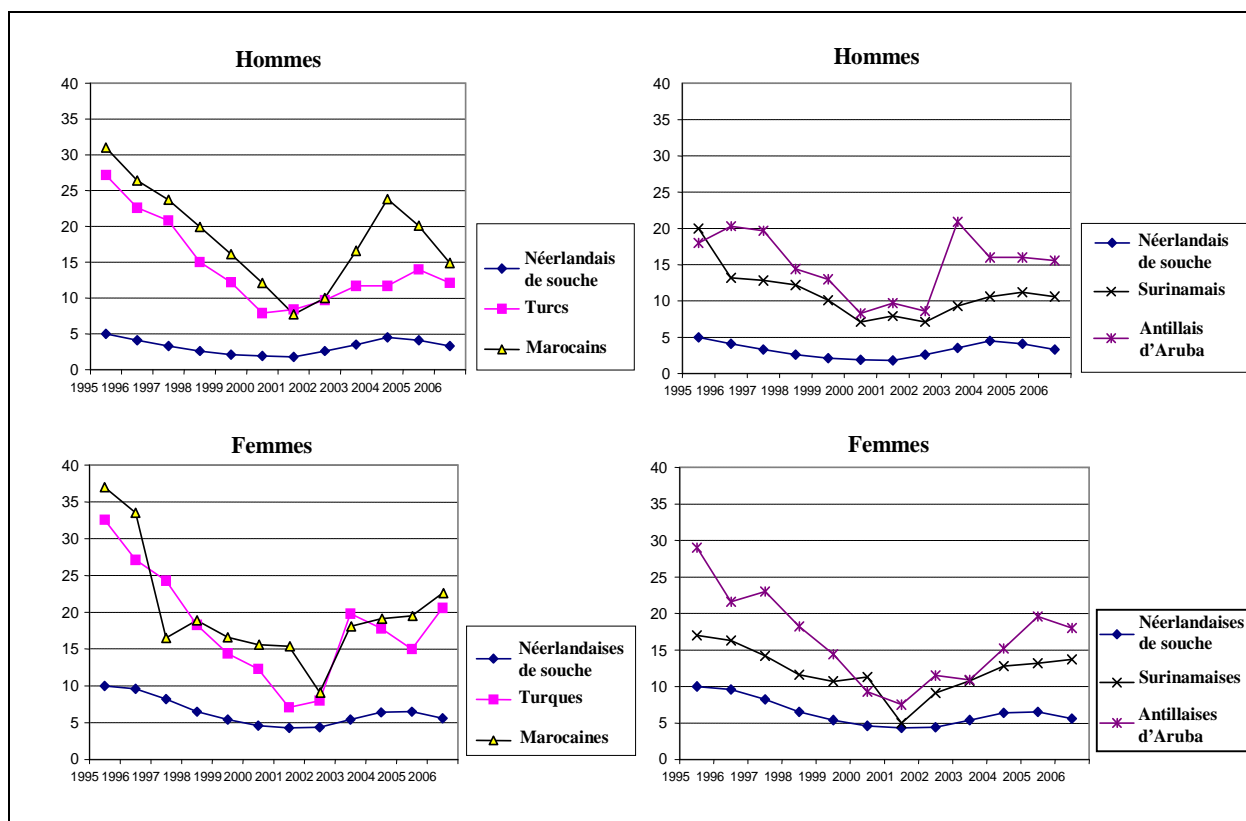 Hommes
40
35
30
25
20
15
10
5
0
1995 1996 1997 1998 1999 2000 2001 2002 2003 2004 2005 2006
Néerlandais
de souche
Turcs
Marocains
Hommes
40
35
30
25
20
15
10
5
0
1995 1996 1997 1998 1999 2000 2001 2002 2003 2004 2005 2006
Néerlandais
de souche
Surinamais
Antillais
d'Aruba
Femmes
40
35
30
25
20
15
10
5
0
1995 1996 1997 1998 1999 2000 2001 2002 2003 2004 2005 2006
Néerlandaises
de souche
Turques
Marocaines
Femmes
40
35
30
25
20
15
10
5
0
1995 1996 1997 1998 1999 2000 2001 2002 2003 2004 2005 2006
Néerlandaises
de souche
Surinamaises
Antillaises
d'Aruba